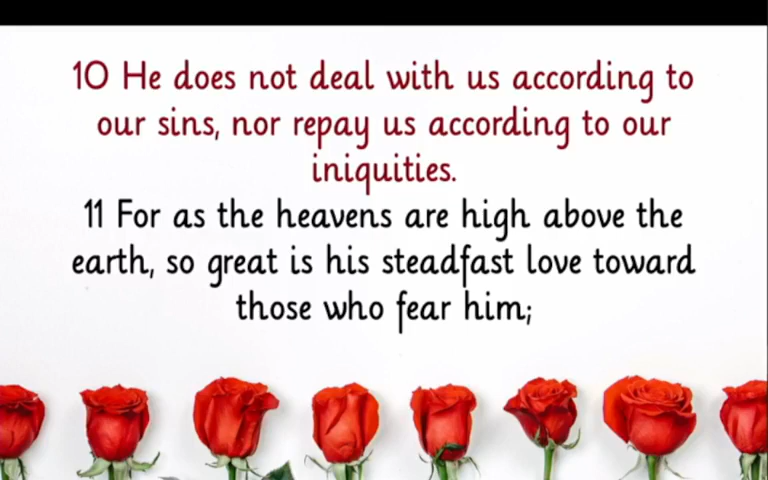 10 He does not deal with us according to
our sins, nor repay us according to our
iniquities.
11 For as the heavens are high above the
earth, so great is his steadfast love toward
those who fear him;